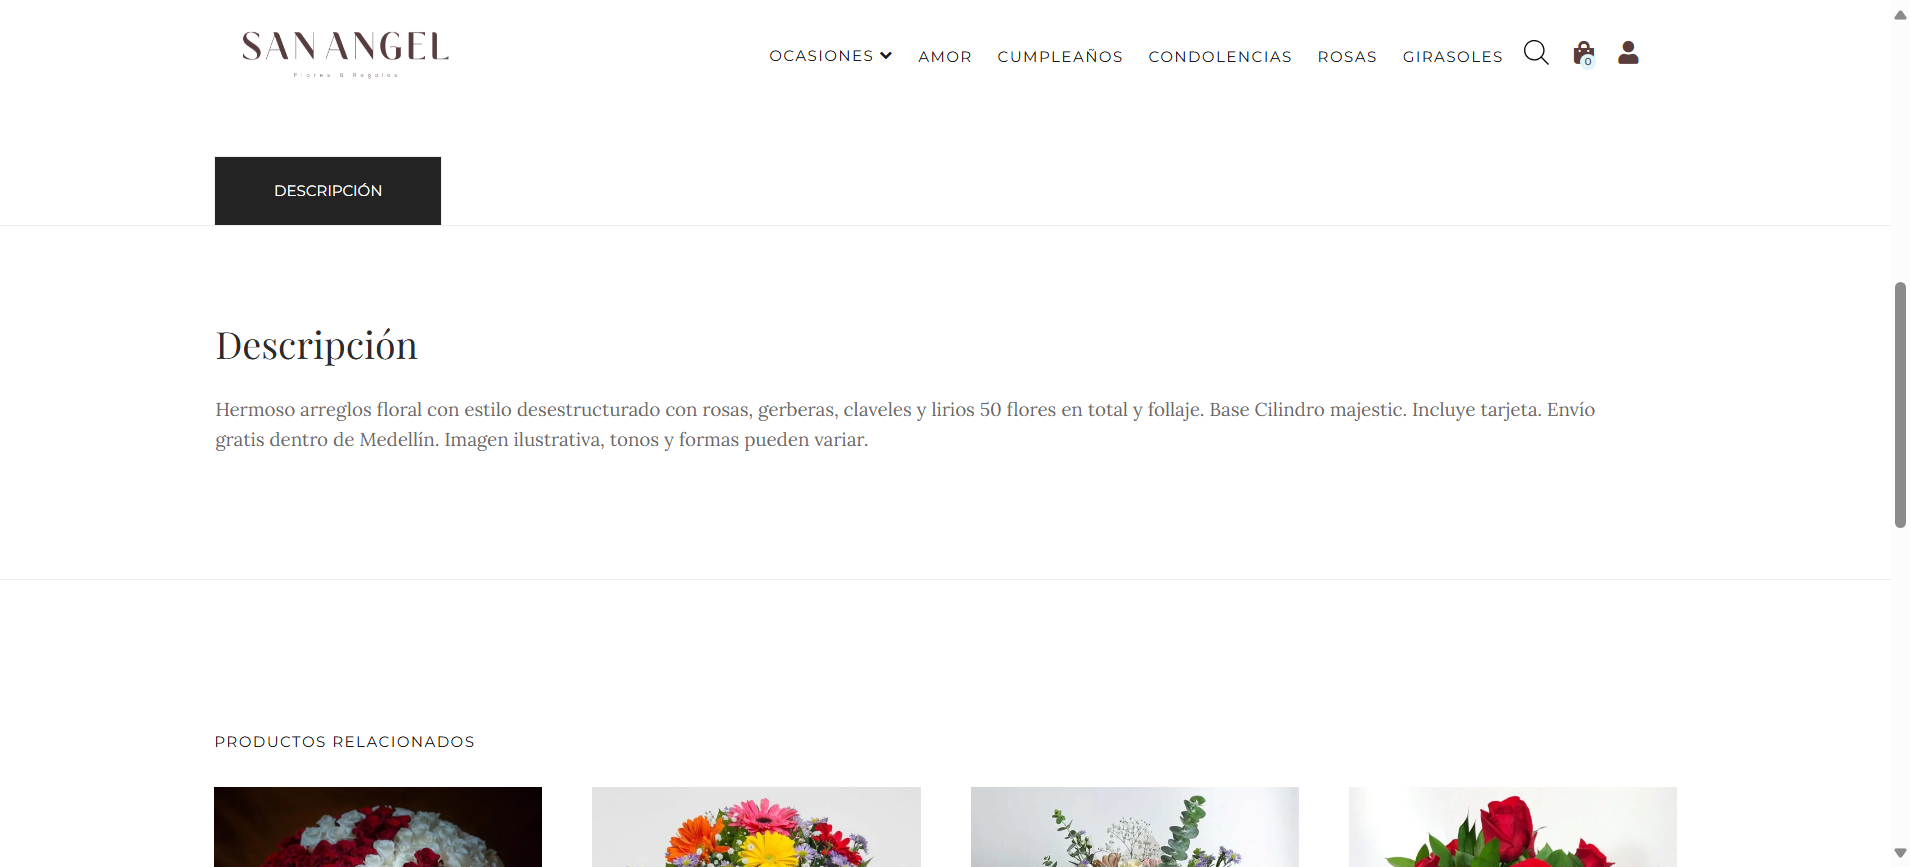 SAN ANGEL
Flores & Regalos
OCASIONES
AMOR
CUMPLEAÑOS
CONDOLENCIAS
ROSAS
GIRASOLES
0
DESCRIPCIÓN
Descripción
Hermoso arreglos floral con estilo desestructurado con rosas, gerberas, claveles y lirios 50 flores en total y follaje. Base Cilindro majestic. Incluye tarjeta. Envío
gratis dentro de Medellín. Imagen ilustrativa, tonos y formas pueden variar.
PRODUCTOS RELACIONADOS